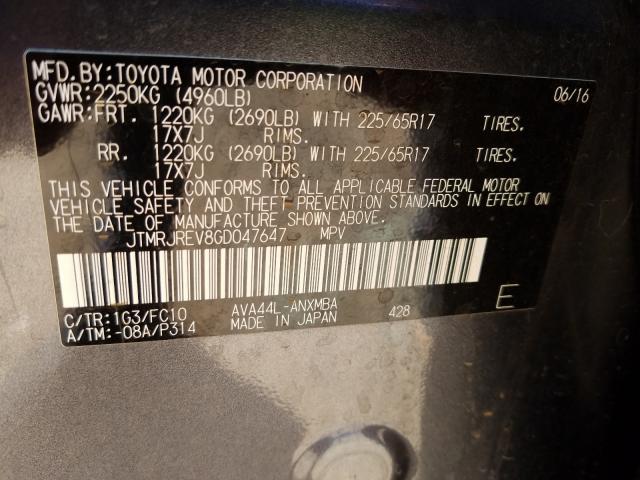 MFD.BY:TOYOTA MOTOR CORPORATION 06/16
GVWR:2250KG (4960LB)
GAWR:FRT. 1220KG (2690LB) WITH 225/65R17 TIRES.
17X7J RIMS.
RR. 1220KG (2690LB) WITH 225/65R17 TIRES.
17X7J RIMS.
THIS VEHICLE CONFORMS TO ALL APPLICABLE FEDERAL MOTOR
VEHICLE SAFETY AND THEFT PREVENTION STANDARDS IN EFFECT ON
THE DATE OF MANUFACTURE SHOWN ABOVE.
JTMRJREV8GD047647 MPV
C/TR:1G3/FC10 AVA44L-ANXMBA 428 E
A/TM:-08A/P314 MADE IN JAPAN